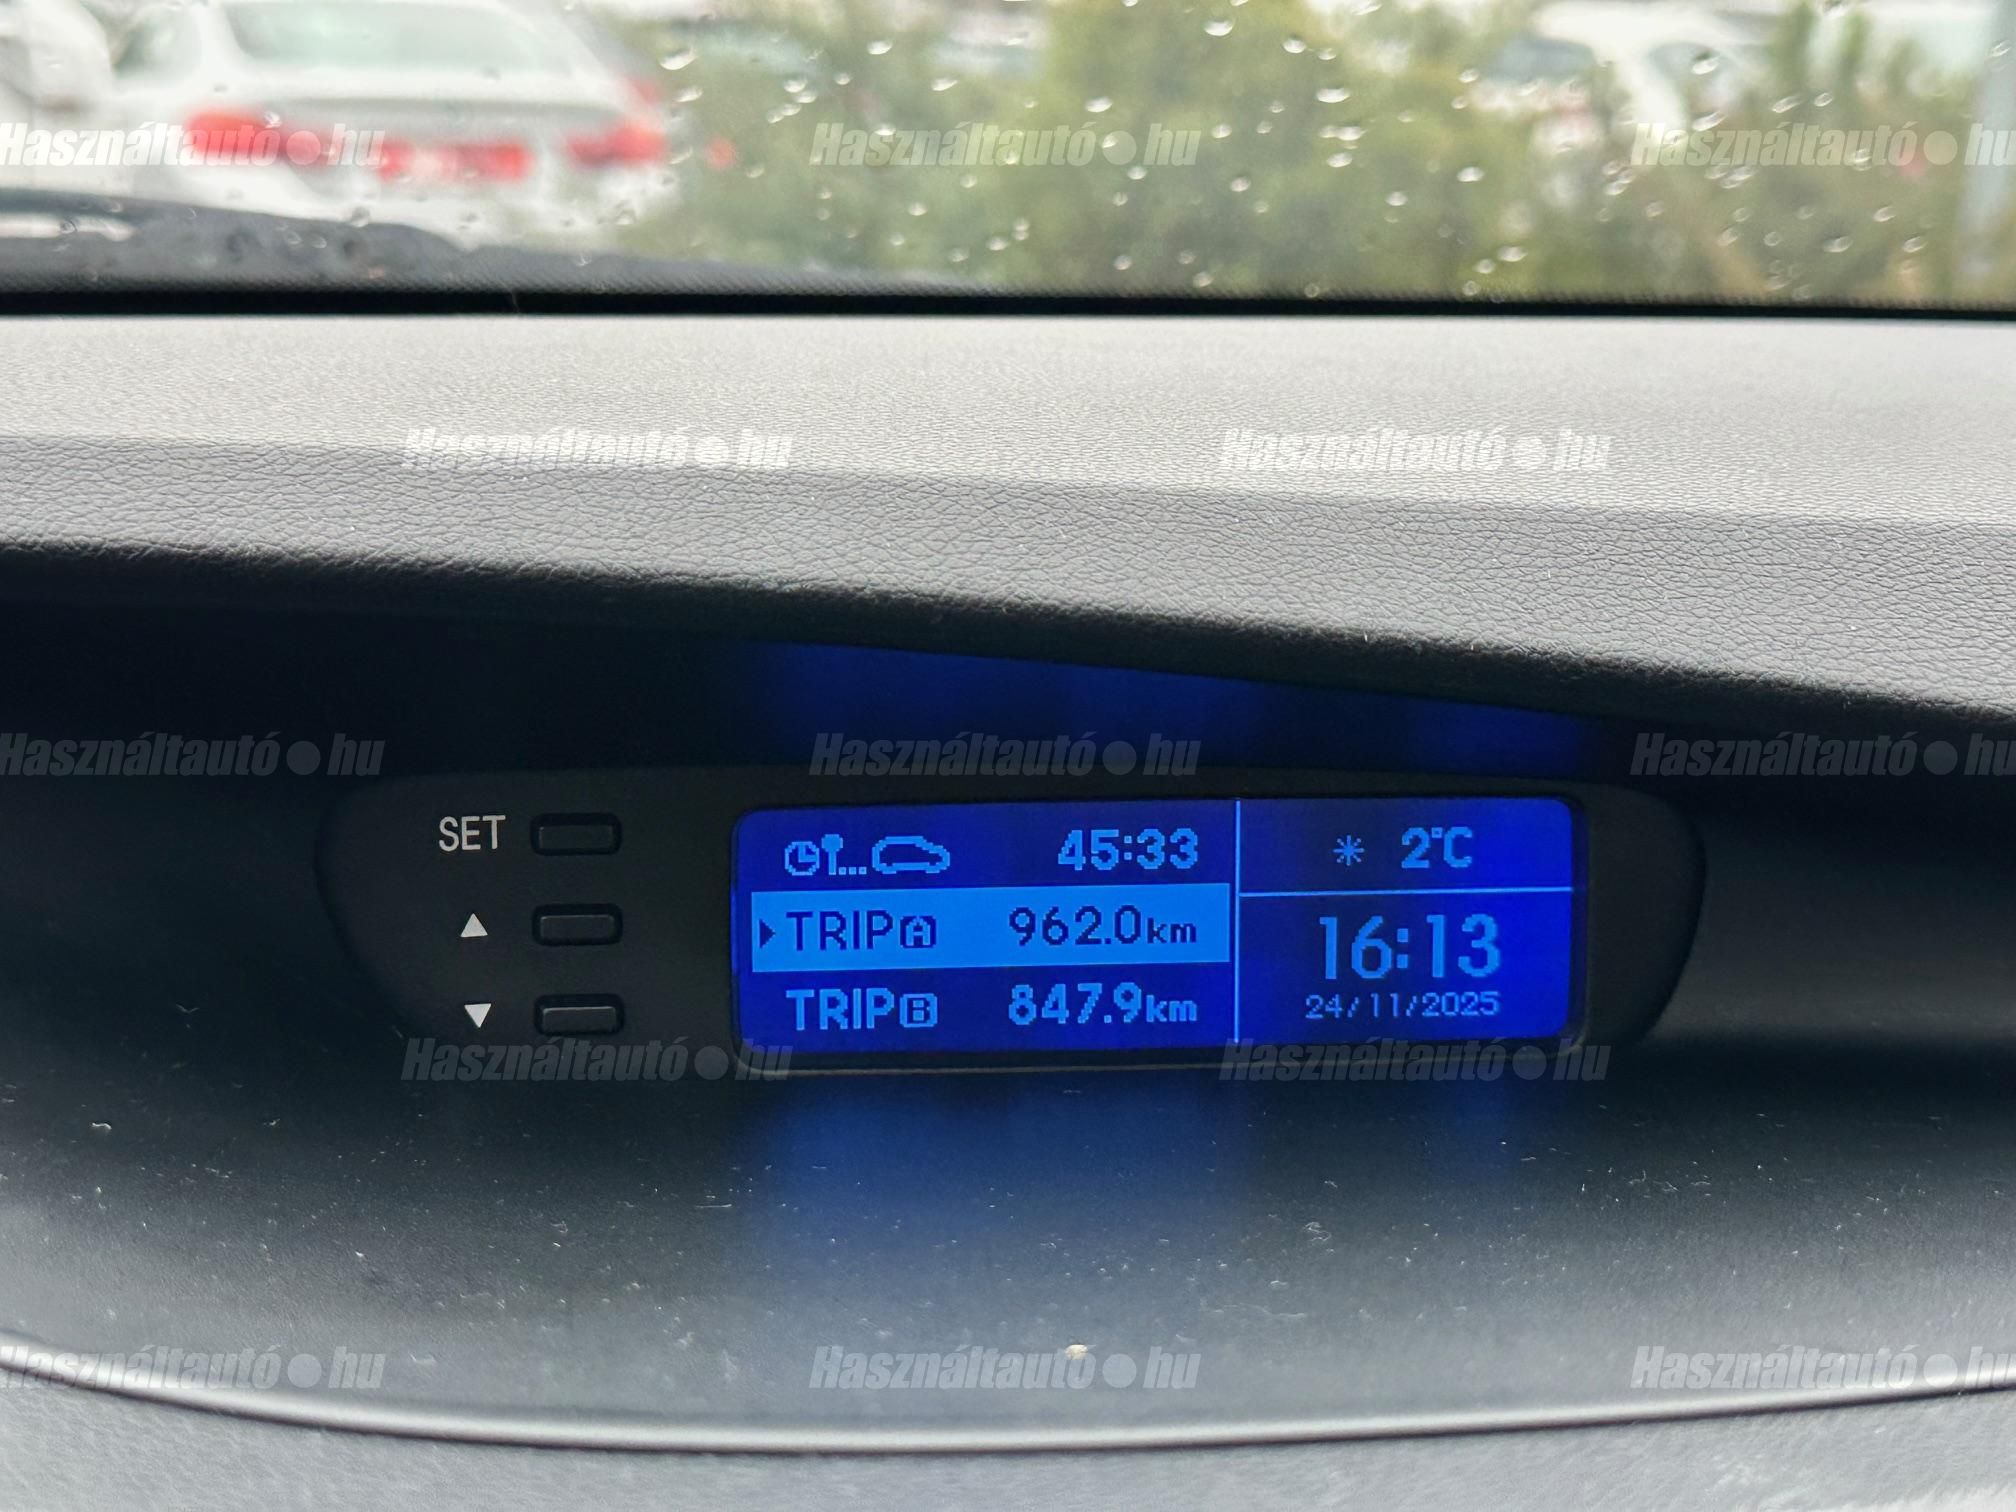 Használtautó●hu Használtautó●hu Használtautó●hu
Használtautó●hu Használtautó●hu
Használtautó●hu Használtautó●hu Használtautó●hu
SET
45:33
TRIP A 962.0km
TRIP B 847.9km
2°C
16:13
24/11/2025
Használtautó●hu Használtautó●hu
Használtautó●hu Használtautó●hu Használtautó●hu